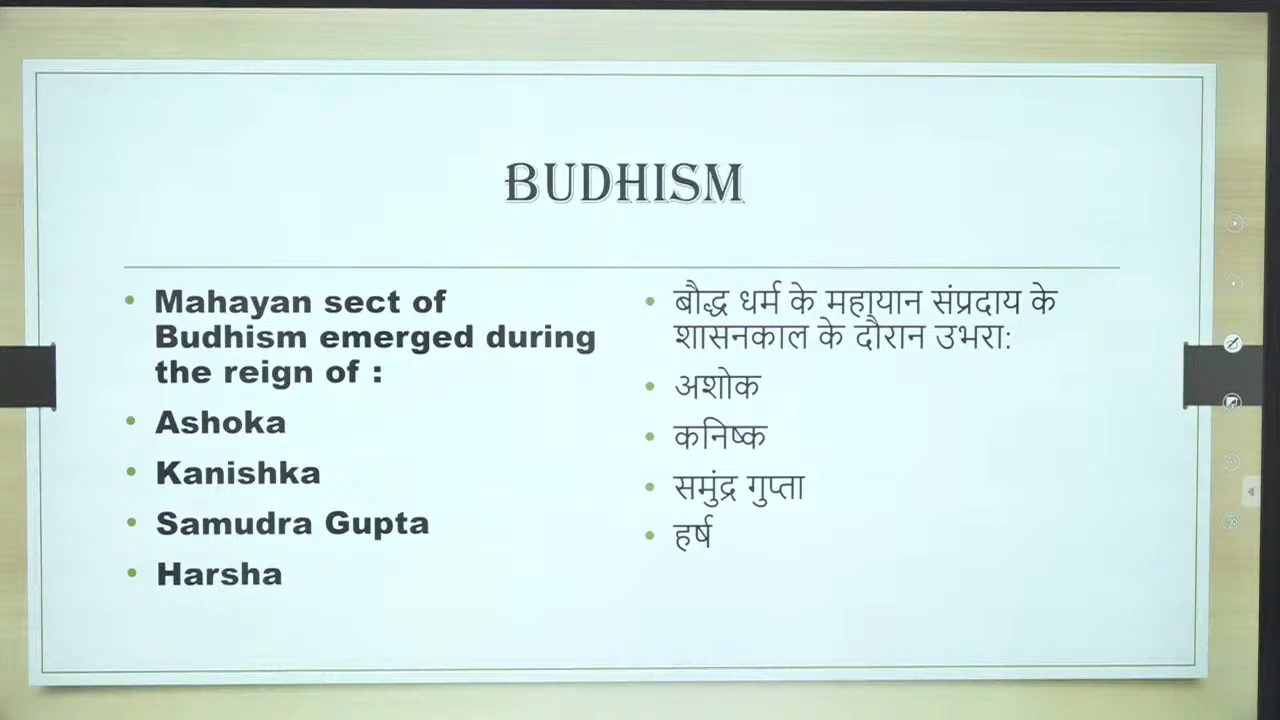 BUDHISM
• Mahayan sect of
Budhism emerged during
the reign of :
• Ashoka
• Kanishka
• Samudra Gupta
• Harsha
• बौद्ध धर्म के महायान संप्रदाय के
शासनकाल के दौरान उभरा:
• अशोक
• कनिष्क
• समुंद्र गुप्ता
• हर्ष